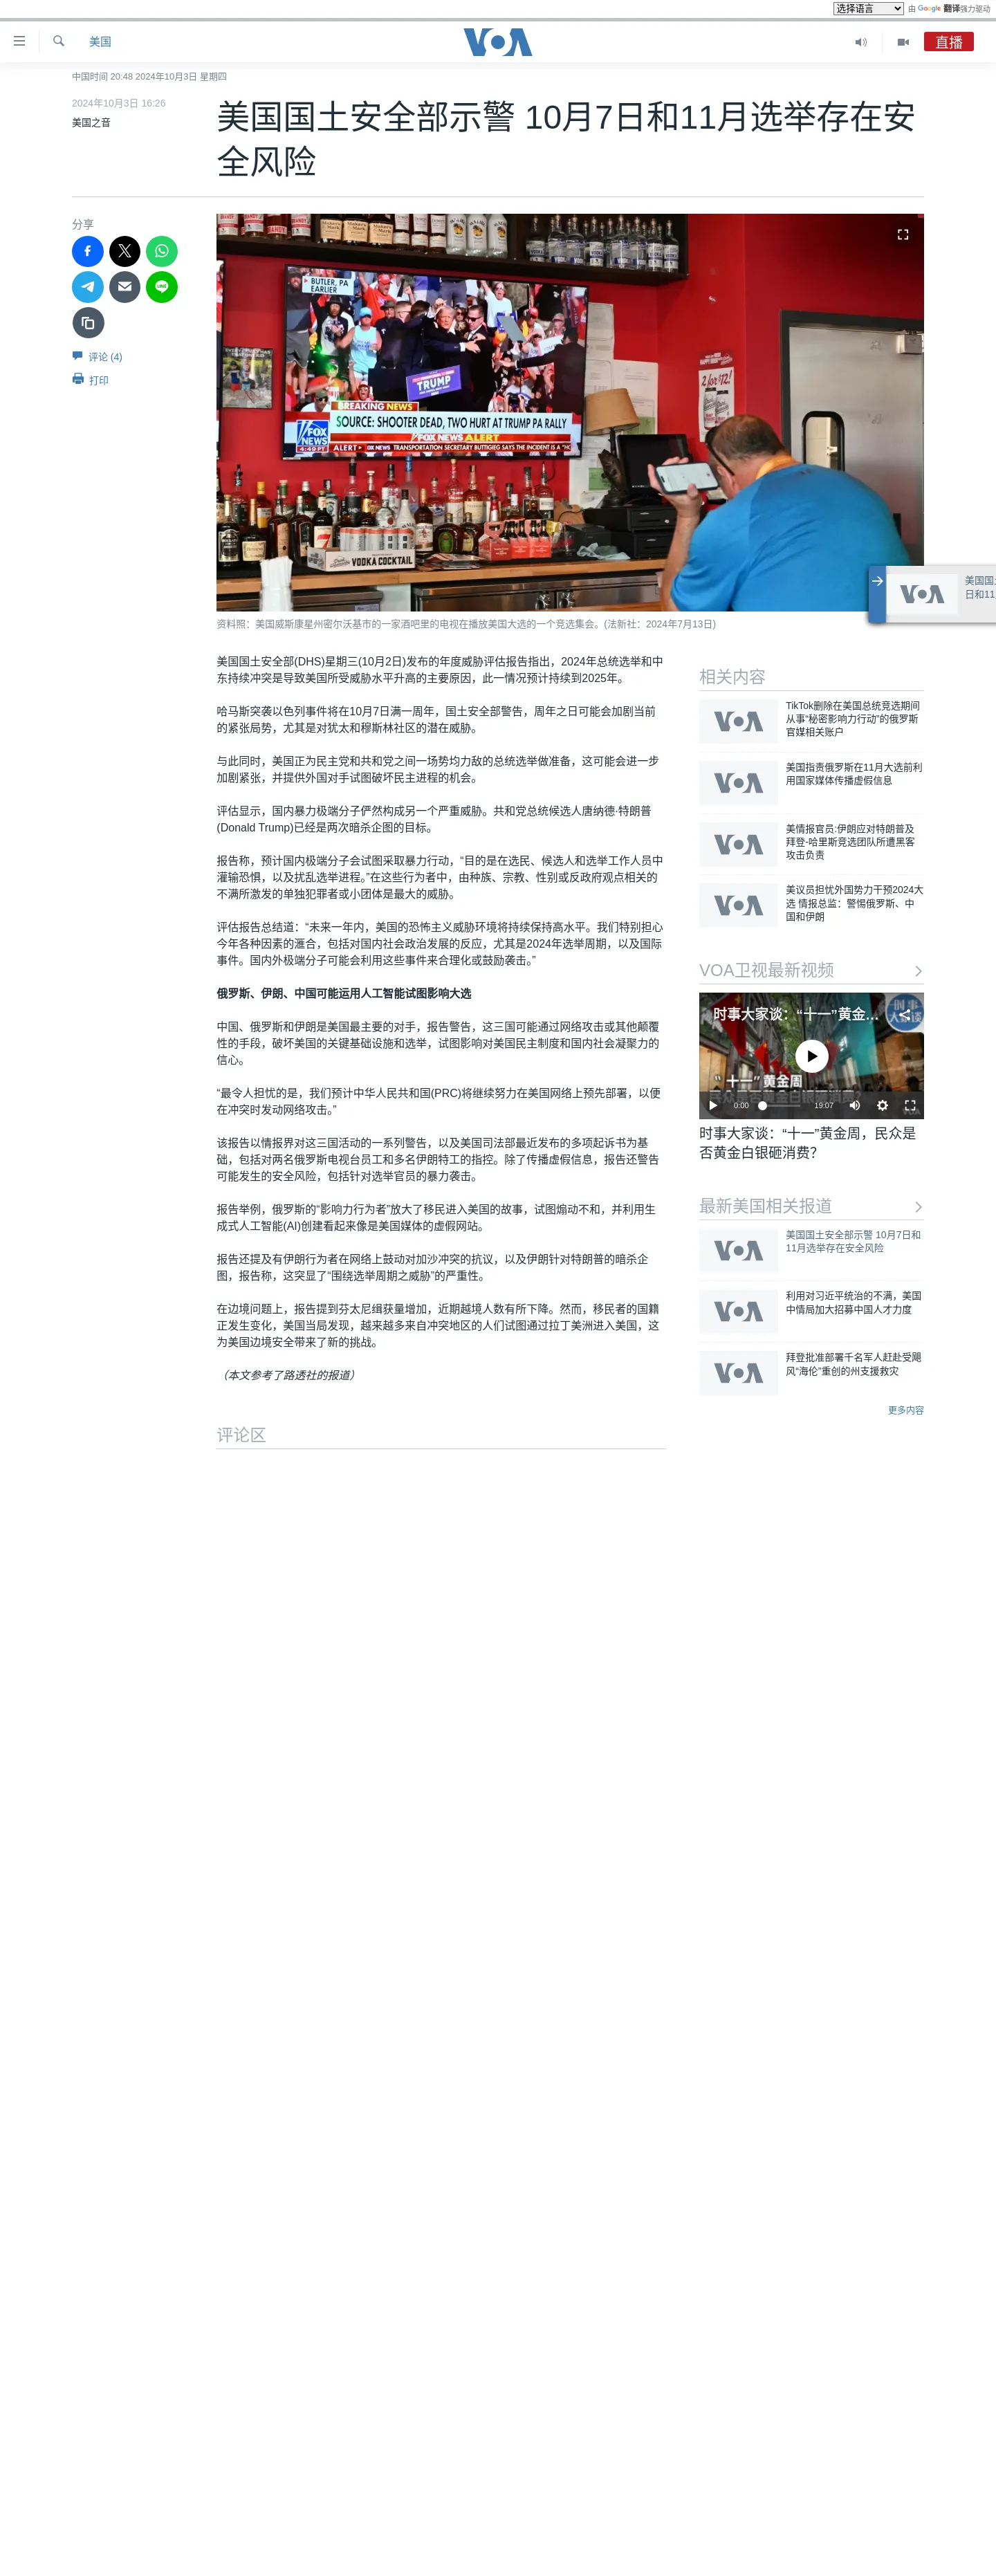 选择语言 由 Google 翻译强力驱动
美国
VOA
直播
中国时间 20:48 2024年10月3日 星期四
2024年10月3日 16:26
美国之音
美国国土安全部示警 10月7日和11月选举存在安
全风险
分享
评论 (4)
打印
BUTLER, PA
EARLIER
TRUMP
BREAKING NEWS
SOURCE: SHOOTER DEAD, TWO HURT AT TRUMP PA RALLY
FOX NEWS
FOX NEWS ALERT
ALERT
TRANSPORTATION SECRETARY BUTTIGIEG SAYS THE INCIDENT IS A "HO
2 for $12!
VODKA COCKTAIL
资料照：美国威斯康星州密尔沃基市的一家酒吧里的电视在播放美国大选的一个竞选集会。(法新社：2024年7月13日)
VOA
美国国土
日和11
美国国土安全部(DHS)星期三(10月2日)发布的年度威胁评估报告指出，2024年总统选举和中
东持续冲突是导致美国所受威胁水平升高的主要原因，此一情况预计持续到2025年。
哈马斯突袭以色列事件将在10月7日满一周年，国土安全部警告，周年之日可能会加剧当前
的紧张局势，尤其是对犹太和穆斯林社区的潜在威胁。
与此同时，美国正为民主党和共和党之间一场势均力敌的总统选举做准备，这可能会进一步
加剧紧张，并提供外国对手试图破坏民主进程的机会。
评估显示，国内暴力极端分子俨然构成另一个严重威胁。共和党总统候选人唐纳德·特朗普
(Donald Trump)已经是两次暗杀企图的目标。
报告称，预计国内极端分子会试图采取暴力行动，“目的是在选民、候选人和选举工作人员中
灌输恐惧，以及扰乱选举进程。”在这些行为者中，由种族、宗教、性别或反政府观点相关的
不满所激发的单独犯罪者或小团体是最大的威胁。
评估报告总结道：“未来一年内，美国的恐怖主义威胁环境将持续保持高水平。我们特别担心
今年各种因素的滙合，包括对国内社会政治发展的反应，尤其是2024年选举周期，以及国际
事件。国内外极端分子可能会利用这些事件来合理化或鼓励袭击。”
俄罗斯、伊朗、中国可能运用人工智能试图影响大选
中国、俄罗斯和伊朗是美国最主要的对手，报告警告，这三国可能通过网络攻击或其他颠覆
性的手段，破坏美国的关键基础设施和选举，试图影响对美国民主制度和国内社会凝聚力的
信心。
“最令人担忧的是，我们预计中华人民共和国(PRC)将继续努力在美国网络上预先部署，以便
在冲突时发动网络攻击。”
该报告以情报界对这三国活动的一系列警告，以及美国司法部最近发布的多项起诉书为基
础，包括对两名俄罗斯电视台员工和多名伊朗特工的指控。除了传播虚假信息，报告还警告
可能发生的安全风险，包括针对选举官员的暴力袭击。
报告举例，俄罗斯的“影响力行为者”放大了移民进入美国的故事，试图煽动不和，并利用生
成式人工智能(AI)创建看起来像是美国媒体的虚假网站。
报告还提及有伊朗行为者在网络上鼓动对加沙冲突的抗议，以及伊朗针对特朗普的暗杀企
图，报告称，这突显了“围绕选举周期之威胁”的严重性。
在边境问题上，报告提到芬太尼缉获量增加，近期越境人数有所下降。然而，移民者的国籍
正发生变化，美国当局发现，越来越多来自冲突地区的人们试图通过拉丁美洲进入美国，这
为美国边境安全带来了新的挑战。
（本文参考了路透社的报道）
评论区
相关内容
VOA
TikTok删除在美国总统竞选期间
从事“秘密影响力行动”的俄罗斯
官媒相关账户
VOA
美国指责俄罗斯在11月大选前利
用国家媒体传播虚假信息
VOA
美情报官员:伊朗应对特朗普及
拜登-哈里斯竞选团队所遭黑客
攻击负责
VOA
美议员担忧外国势力干预2024大
选 情报总监：警惕俄罗斯、中
国和伊朗
VOA卫视最新视频
时事大家谈：“十一”黄金…
时事
大家谈
“十一”黄金周
民众是否黄金白银砸消费?
0:00
19:07
时事大家谈：“十一”黄金周，民众是
否黄金白银砸消费？
最新美国相关报道
VOA
美国国土安全部示警 10月7日和
11月选举存在安全风险
VOA
利用对习近平统治的不满，美国
中情局加大招募中国人才力度
VOA
拜登批准部署千名军人赶赴受飓
风“海伦”重创的州支援救灾
更多内容